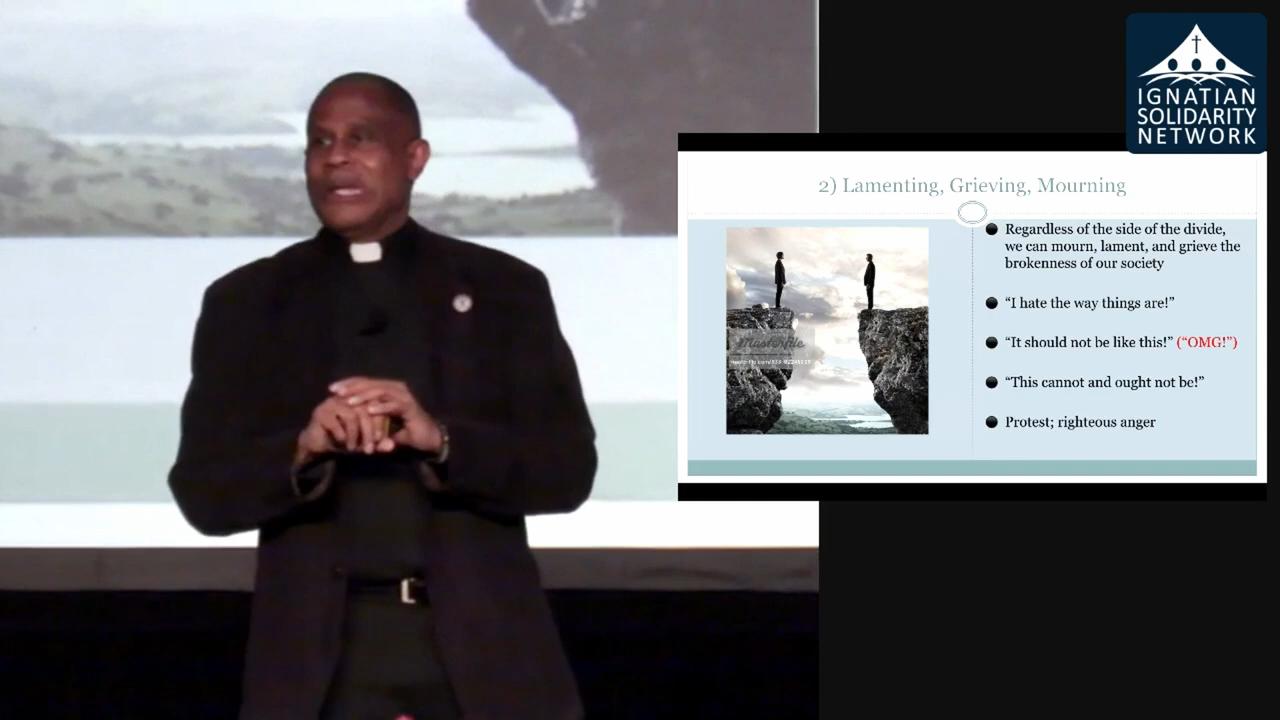 IGNATIAN
SOLIDARITY
NETWORK
2) Lamenting, Grieving, Mourning
● Regardless of the side of the divide,
we can mourn, lament, and grieve the
brokenness of our society
● “I hate the way things are!”
● “It should not be like this!” (“OMG!”)
● “This cannot and ought not be!”
● Protest; righteous anger
Masterfile